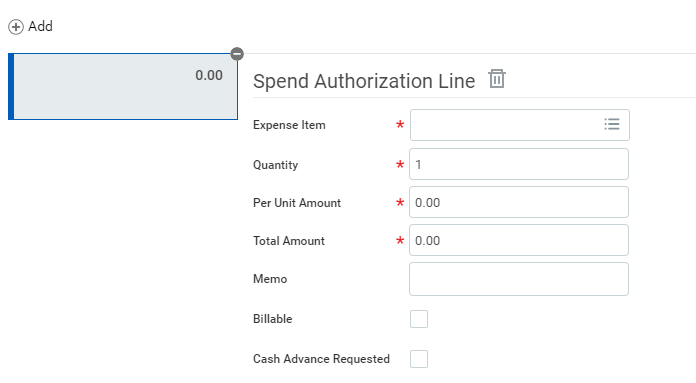 Add
0.00
Spend Authorization Line
Expense Item *
Quantity * 1
Per Unit Amount * 0.00
Total Amount * 0.00
Memo
Billable
Cash Advance Requested